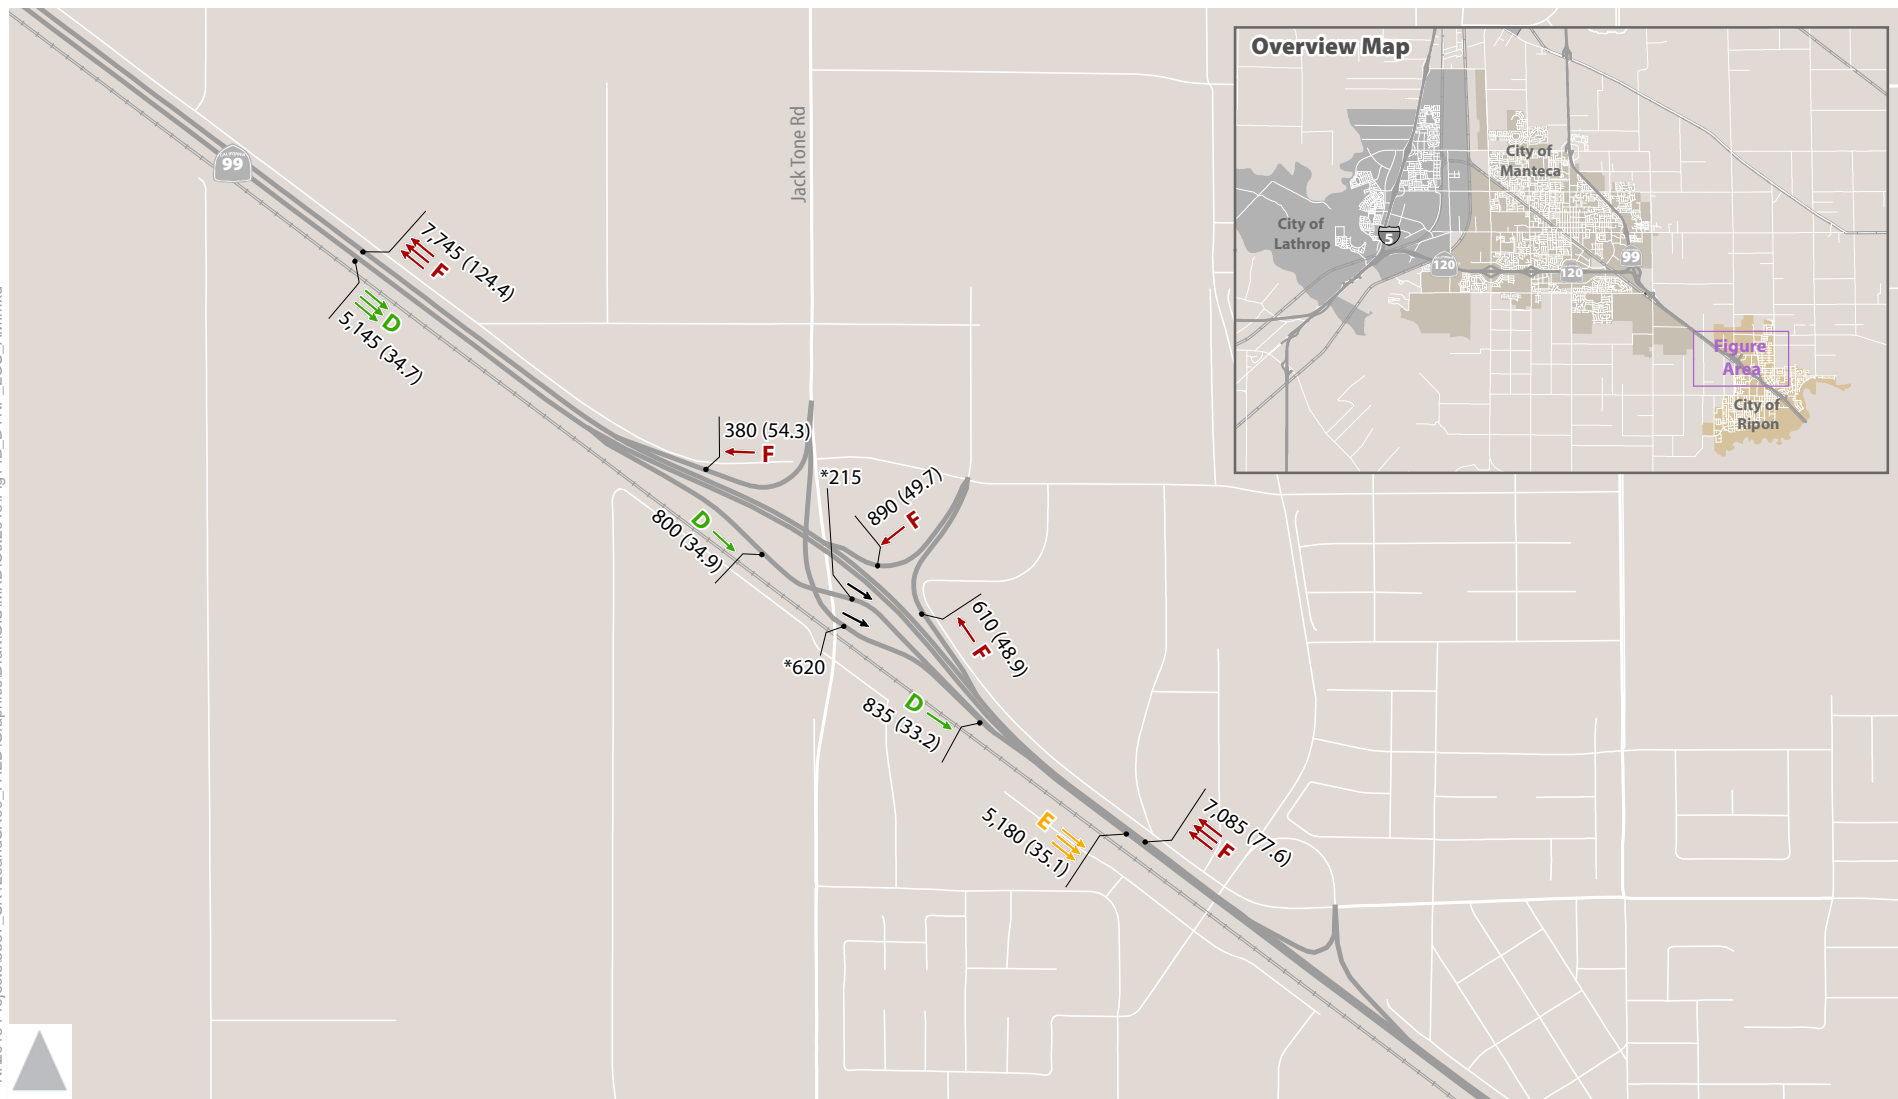 Overview Map
City of
Manteca
City of
Lathrop
5
120
120
99
Figure
Area
City of
Ripon
Jack Tone Rd
CALIFORNIA
99
7,745 (124.4)
F
D
5,145 (34.7)
380 (54.3)
F
*215
890 (49.7)
F
D
800 (34.9)
610 (48.9)
F
*620
D
835 (33.2)
E
5,180 (35.1)
7,085 (77.6)
F